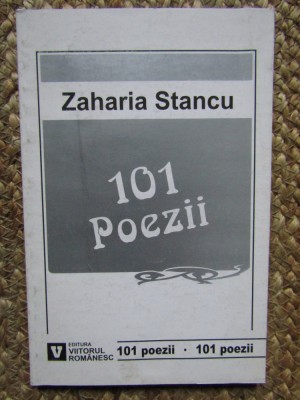 Zaharia Stancu
101
Poezii
V
EDITURA
VIITORUL
ROMÂNESC
101 poezii · 101 poezii